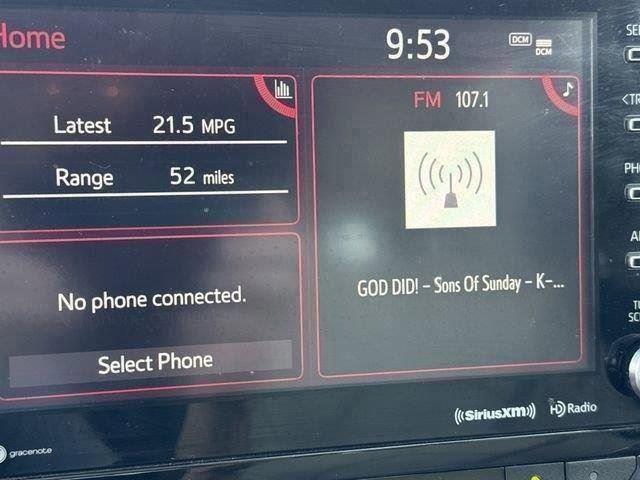 Home
9:53
DCM
DCM
Latest 21.5 MPG
Range 52 miles
No phone connected.
Select Phone
FM 107.1
GOD DID! – Sons Of Sunday – K–...
((SiriusXM))
HD Radio
gracenote